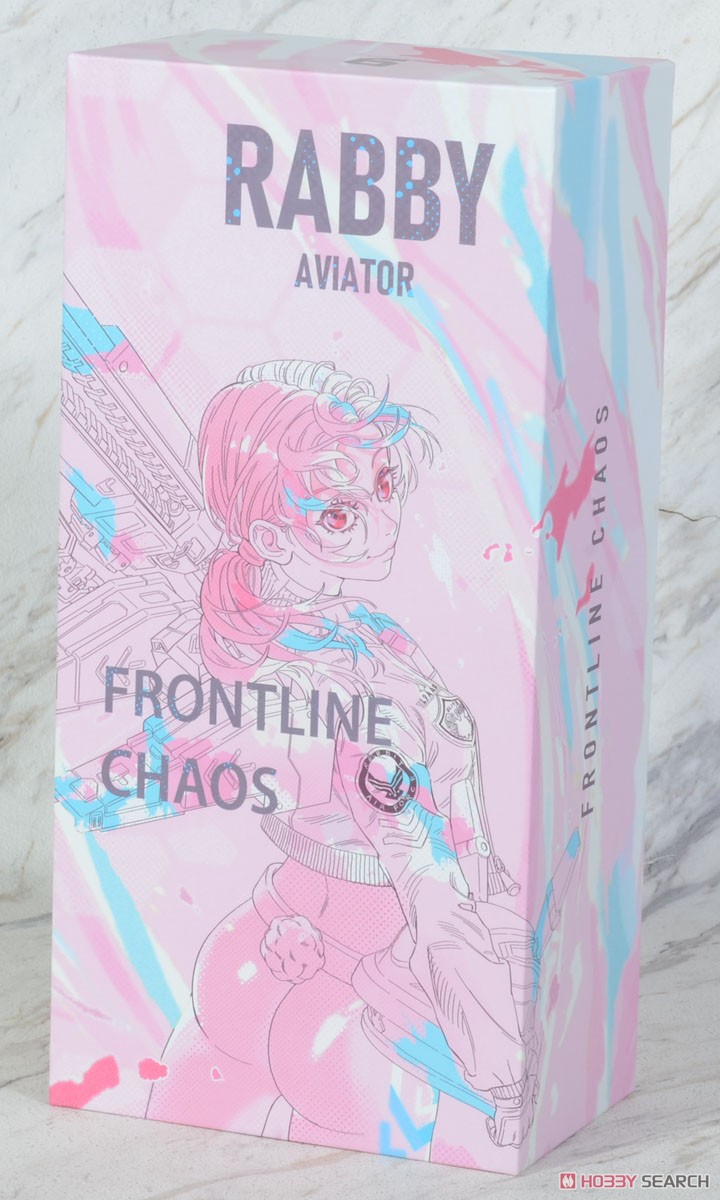 RABBY
AVIATOR
FRONTLINE
CHAOS
FRONTLINE CHAOS
HOBBY SEARCH